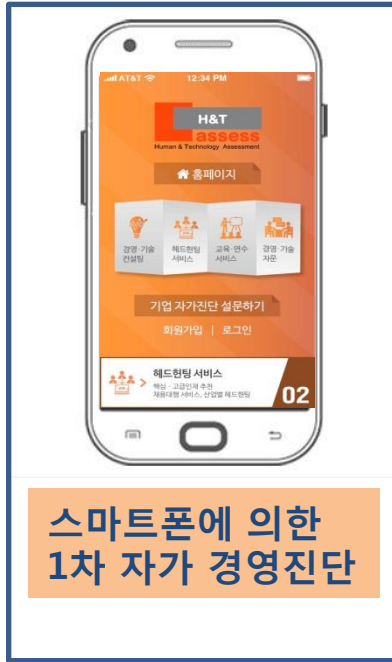 AT&T 12:34 PM
H&T
assess
Human & Technology Assessment
홈페이지
경영·기술 컨설팅
헤드헌팅 서비스
교육·연수 서비스
경영·기술 자문
기업 자가진단 설문하기
회원가입 | 로그인
헤드헌팅 서비스
핵심·고급인재 추천
채용대행 서비스, 산업별 헤드헌팅
02
스마트폰에 의한
1차 자가 경영진단